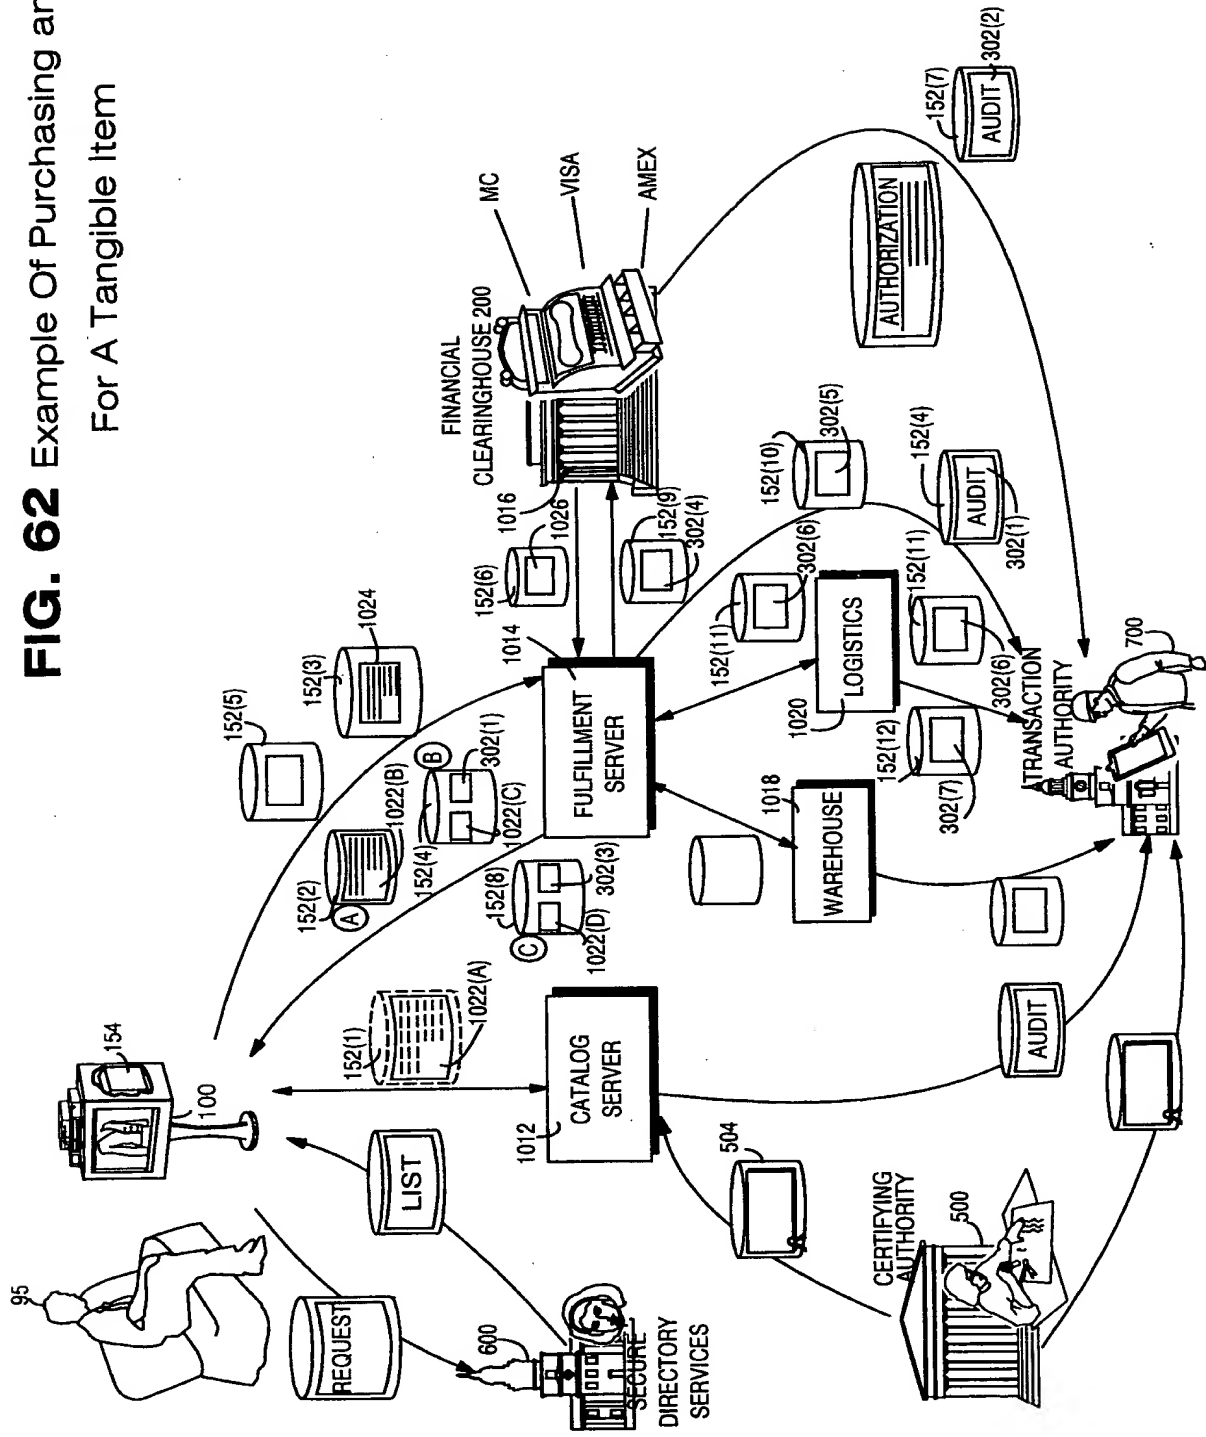 FIG. 62 Example Of Purchasing an
For A Tangible Item
95
154
100
REQUEST
LIST
600
SECURE
DIRECTORY
SERVICES
152(1)
1022(A)
CATALOG
SERVER
1012
504
CERTIFYING
AUTHORITY
500
AUDIT
152(5)
152(3)
1024
152(2)
A
1022(B)
152(4)
B
302(1)
1022(C)
152(8)
C
302(3)
1022(D)
1014
FULFILLMENT
SERVER
152(6)
1026
1016
152(9)
302(4)
FINANCIAL
CLEARINGHOUSE 200
MC
VISA
AMEX
1018
WAREHOUSE
152(11)
302(6)
LOGISTICS
1020
152(10)
302(5)
152(4)
AUDIT
302(1)
152(11)
302(6)
152(12)
302(7)
TRANSACTION
AUTHORITY
700
AUTHORIZATION
152(7)
AUDIT
302(2)